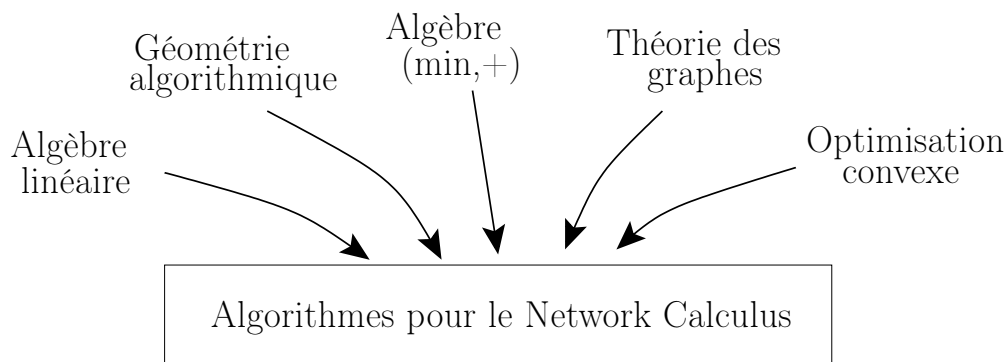 Algèbre
linéaire
Géométrie
algorithmique
Algèbre
(min,+)
Théorie des
graphes
Optimisation
convexe
Algorithmes pour le Network Calculus